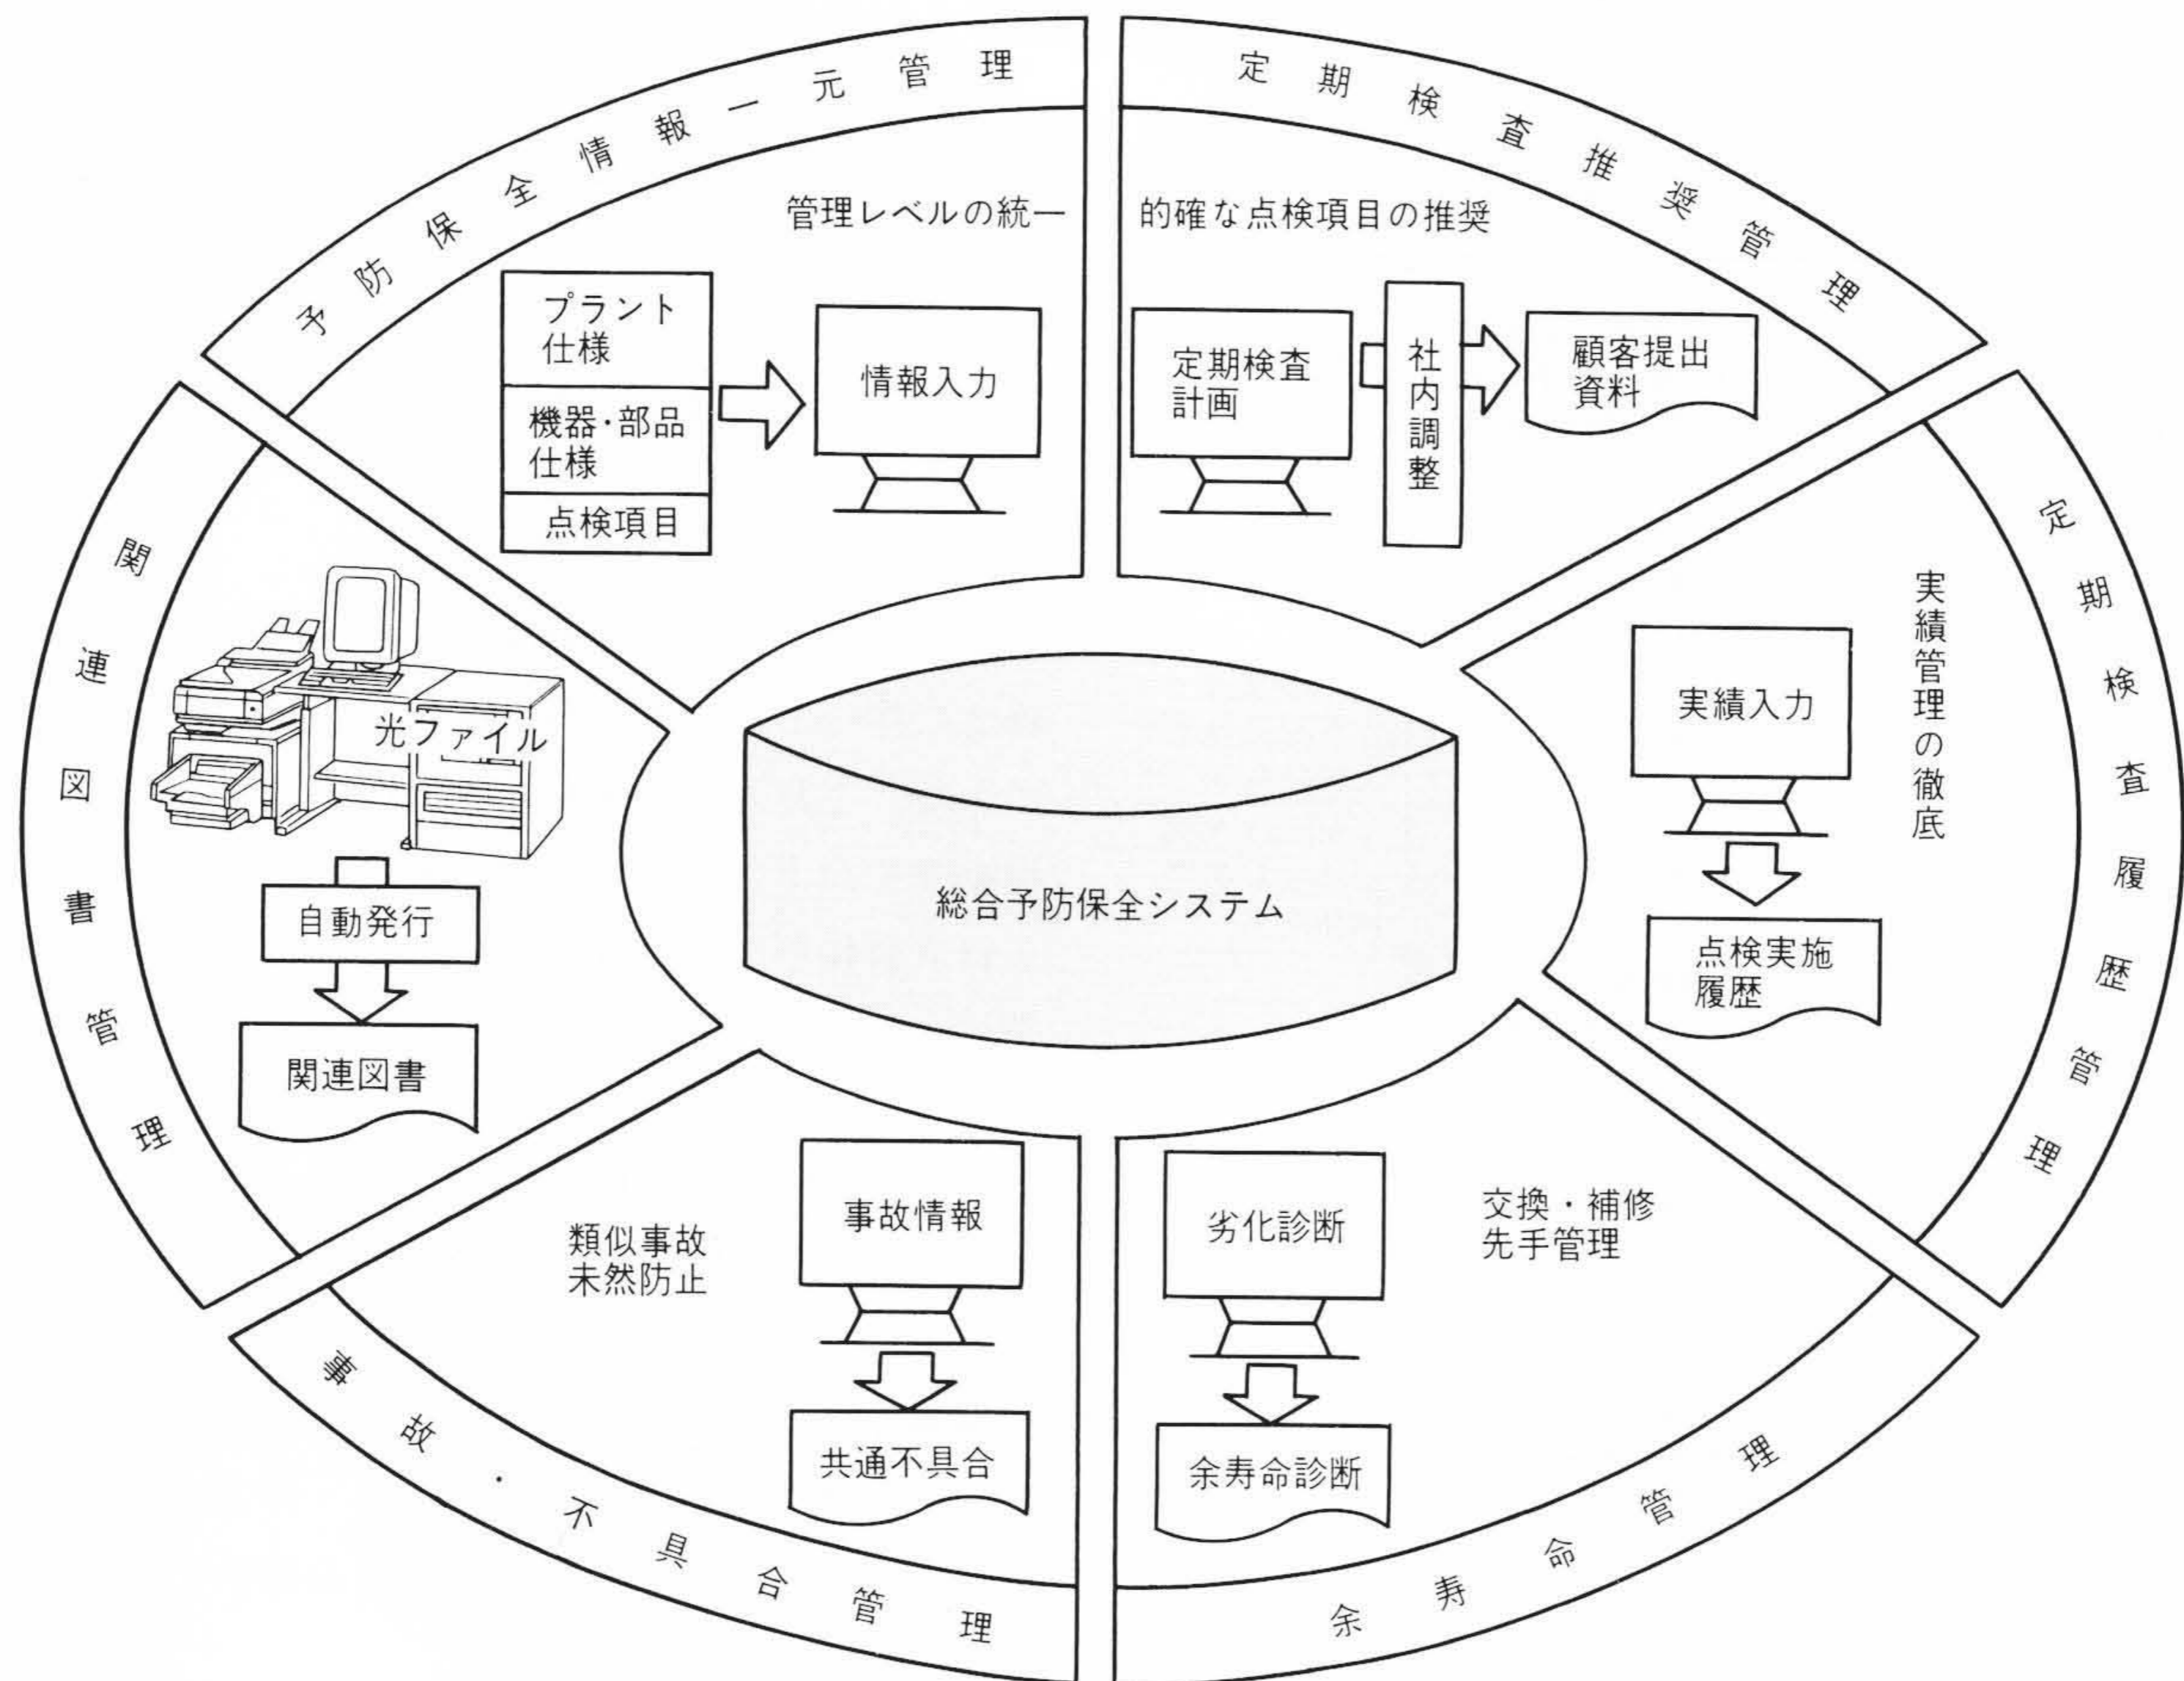 予防保全情報一元管理
管理レベルの統一
プラント
仕様
機器・部品
仕様
点検項目
情報入力
定期検査推奨管理
的確な点検項目の推奨
定期検査
計画
社内調整
顧客提出
資料
定期検査履歴管理
実績管理の徹底
実績入力
点検実施
履歴
余寿命管理
交換・補修
先手管理
劣化診断
余寿命診断
事故・不具合管理
類似事故
未然防止
事故情報
共通不具合
関連図書管理
光ファイル
自動発行
関連図書
総合予防保全システム